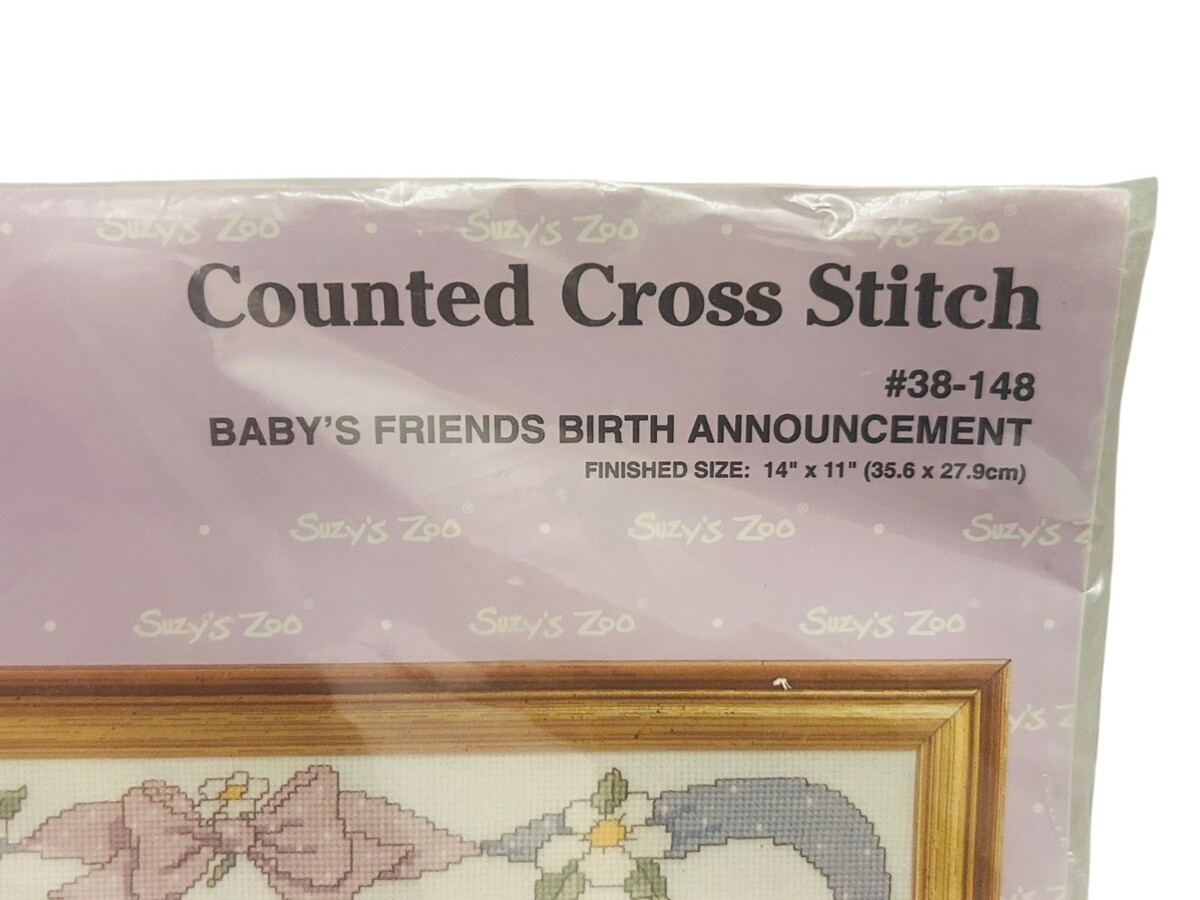 Suzy's Zoo Suzy's Zoo Suzy's Zoo®
Counted Cross Stitch
#38-148
BABY'S FRIENDS BIRTH ANNOUNCEMENT
FINISHED SIZE: 14" x 11" (35.6 x 27.9cm)
Suzy's Zoo® Suzy's Zoo® Suzy's Z
Suzy's Zoo® Suzy's Zoo® Suzy's Zoo®
y's Z